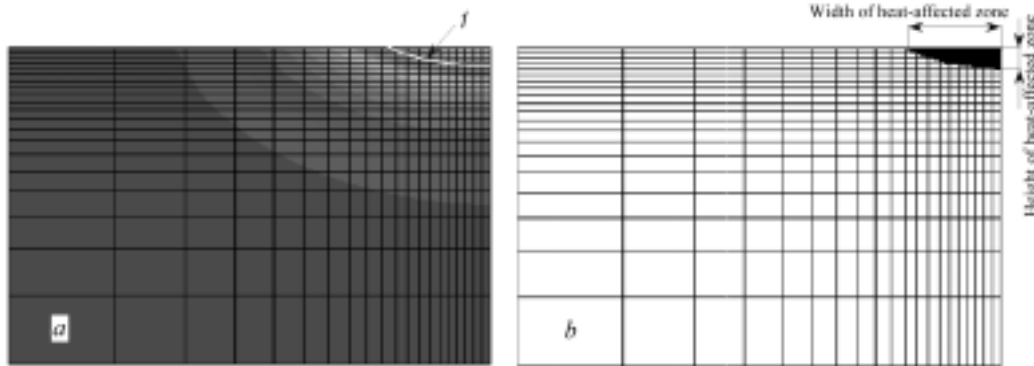 1
Width of heat-affected zone
Height of heat-affected zone
a
b